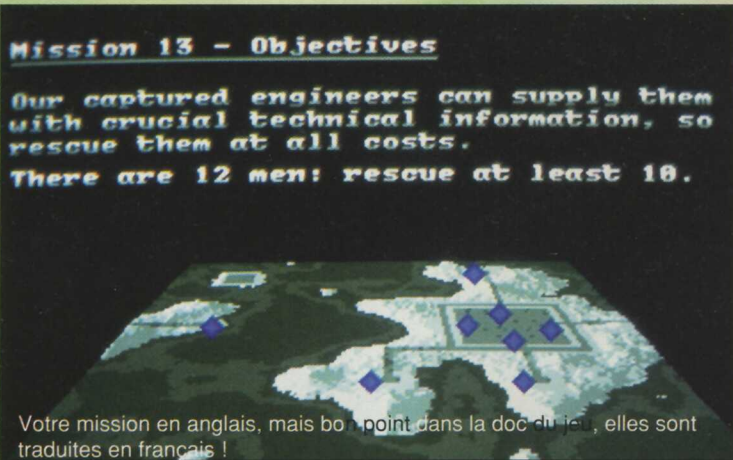 Mission 13 - Objectives
Our captured engineers can supply them
with crucial technical information, so
rescue them at all costs.
There are 12 men: rescue at least 10.
Votre mission en anglais, mais bon point dans la doc du jeu, elles sont
traduites en français !